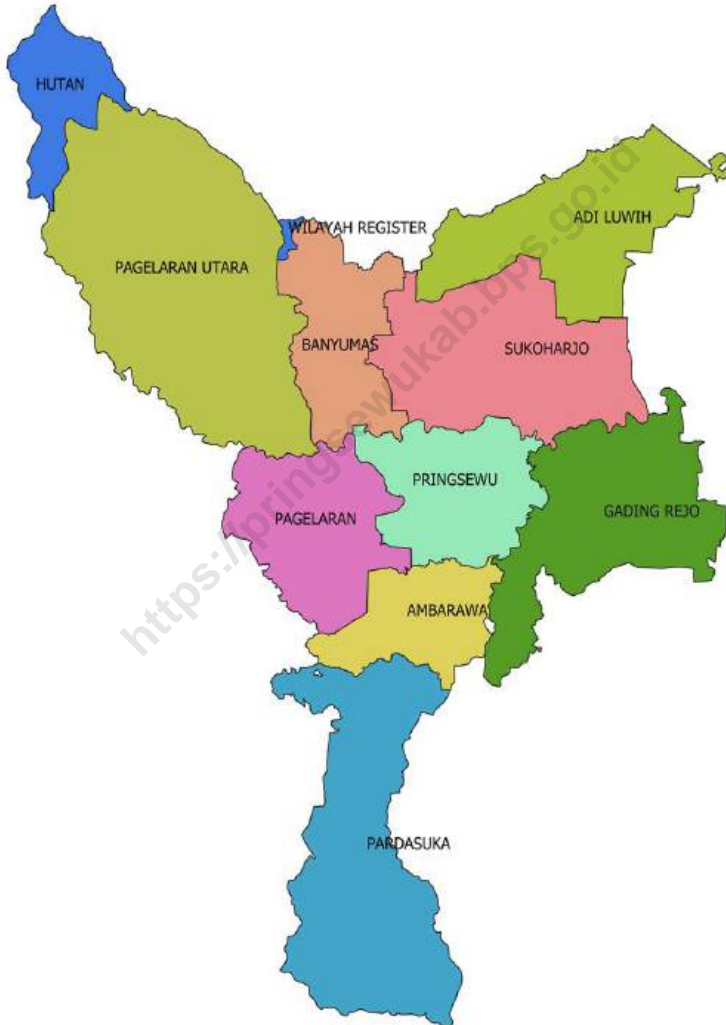 HUTAN
WILAYAH REGISTER
ADI LUWIH
PAGELARAN UTARA
BANYUMAS
SUKOHARJO
PRINGSEWU
PAGELARAN
GADING REJO
AMBARAWA
PARDASUKA
https://pringsewukab.bps.go.id